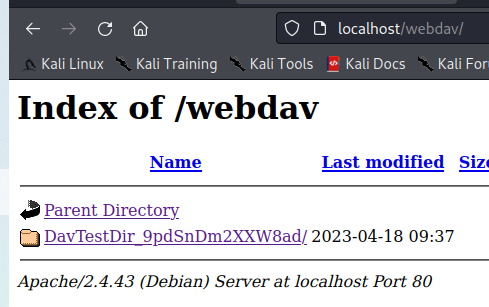 localhost/webdav/
Kali Linux Kali Training Kali Tools Kali Docs Kali For
Index of /webdav
Name Last modified Size
Parent Directory
DavTestDir_9pdSnDm2XXW8ad/ 2023-04-18 09:37
Apache/2.4.43 (Debian) Server at localhost Port 80